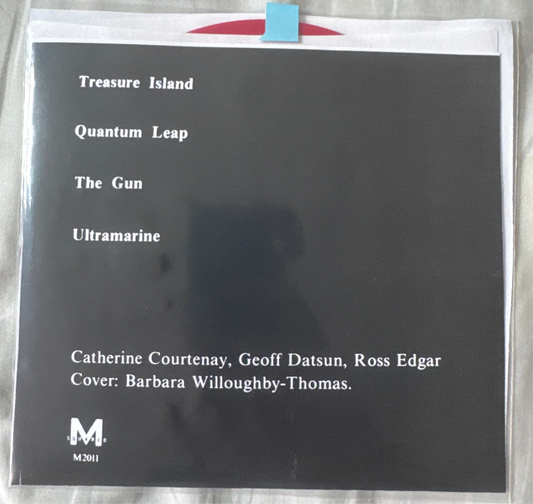 Treasure Island
Quantum Leap
The Gun
Ultramarine
Catherine Courtenay, Geoff Datsun, Ross Edgar
Cover: Barbara Willoughby-Thomas.
M
M2011